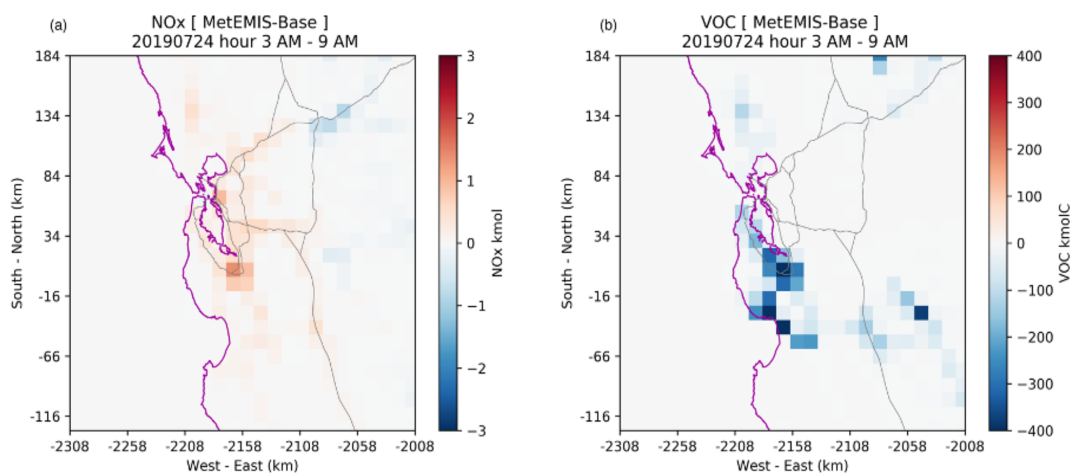 (a)
NOx [ MetEMIS-Base ]
20190724 hour 3 AM - 9 AM
184
134
84
34
-16
-66
-116
South - North (km)
-2308 -2258 -2208 -2158 -2108 -2058 -2008
West - East (km)
3
2
1
0
−1
−2
−3
NOx kmol
(b)
VOC [ MetEMIS-Base ]
20190724 hour 3 AM - 9 AM
184
134
84
34
-16
-66
-116
South - North (km)
-2308 -2258 -2208 -2158 -2108 -2058 -2008
West - East (km)
400
300
200
100
0
−100
−200
−300
−400
VOC kmolC